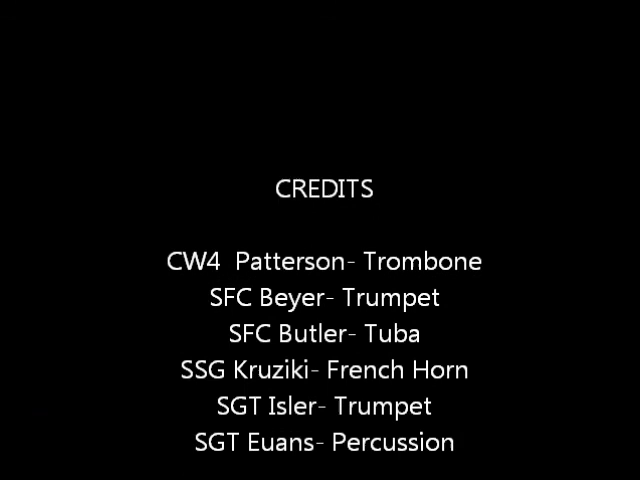 CREDITS
CW4  Patterson- Trombone
SFC Beyer- Trumpet
SFC Butler- Tuba
SSG Kruziki- French Horn
SGT Isler- Trumpet
SGT Euans- Percussion